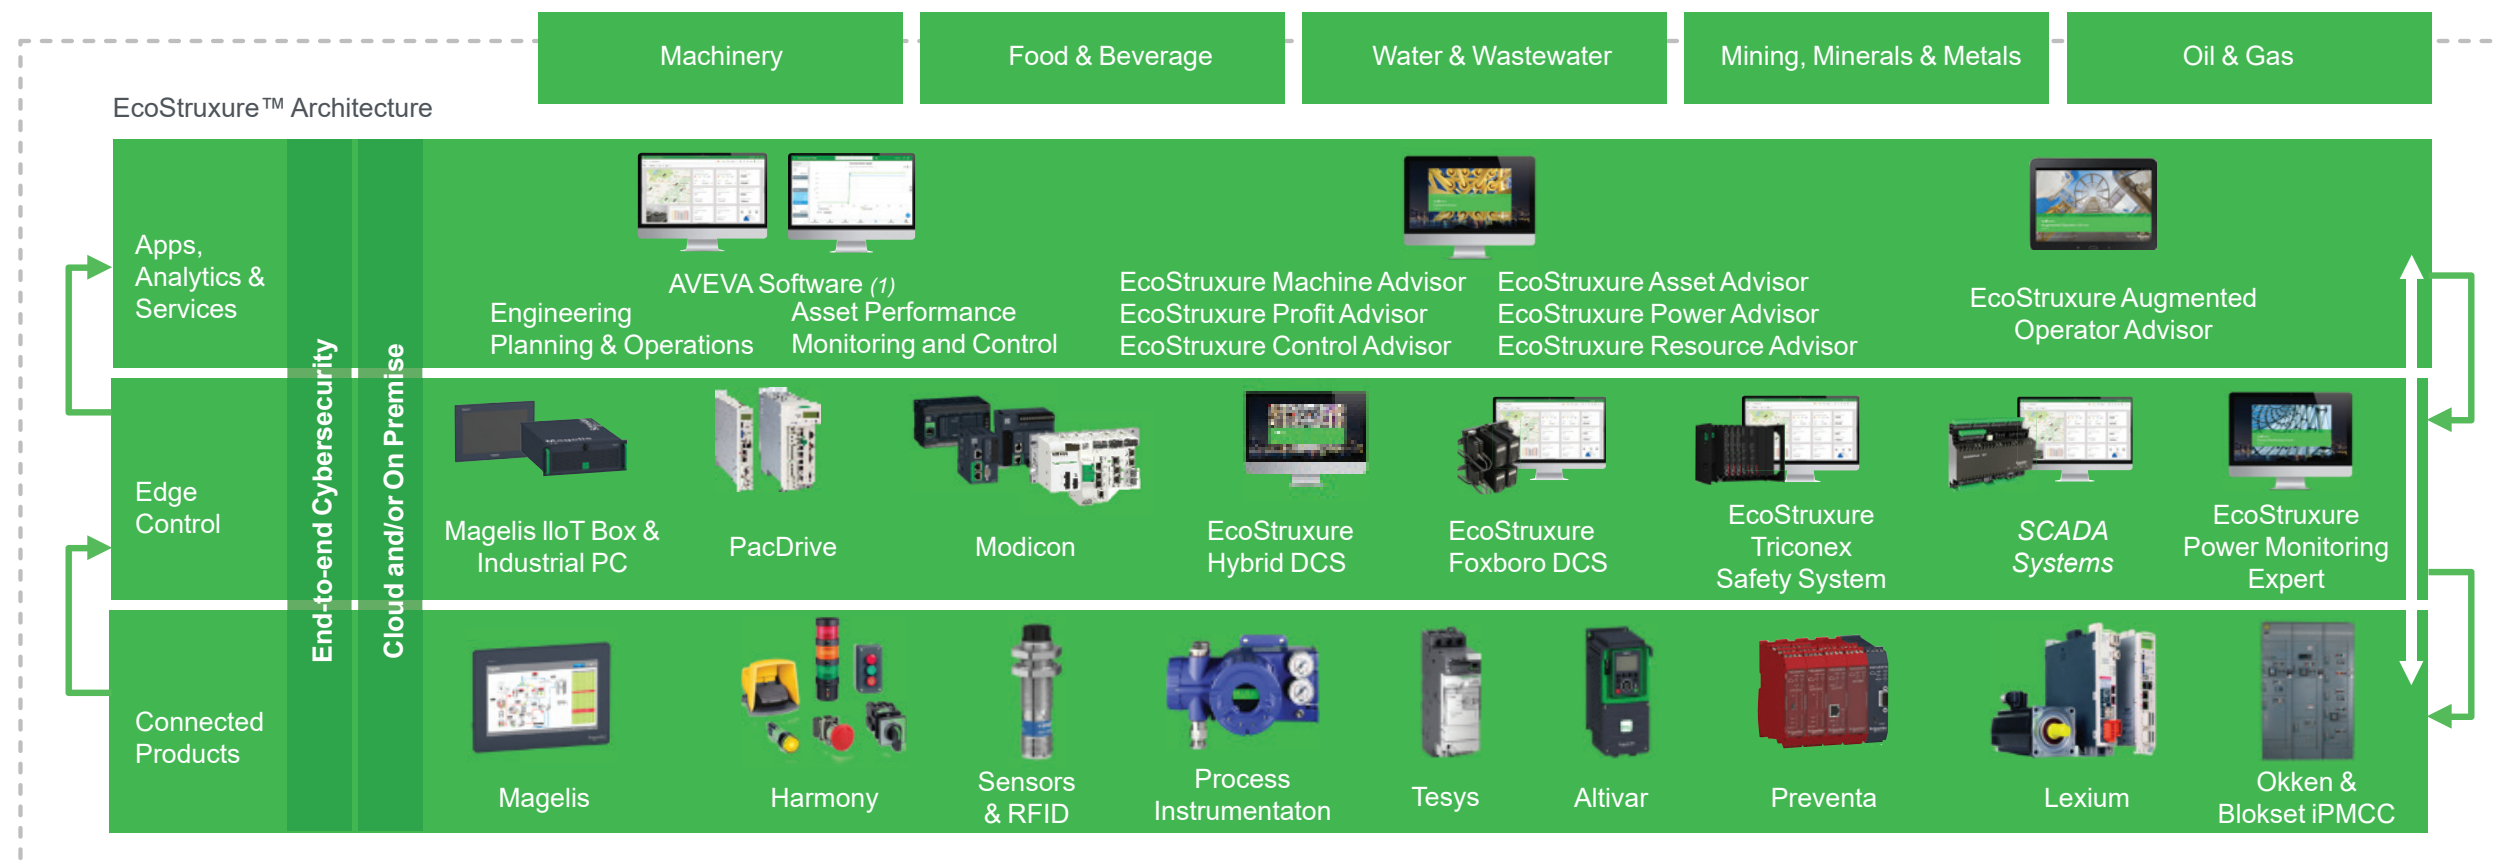 Machinery
Food & Beverage
Water & Wastewater
Mining, Minerals & Metals
Oil & Gas
EcoStruxure™ Architecture
Apps,
Analytics &
Services
AVEVA Software (1)
Engineering
Planning & Operations
Asset Performance
Monitoring and Control
EcoStruxure Machine Advisor
EcoStruxure Profit Advisor
EcoStruxure Control Advisor
EcoStruxure Asset Advisor
EcoStruxure Power Advisor
EcoStruxure Resource Advisor
EcoStruxure Augmented
Operator Advisor
End-to-end Cybersecurity
Cloud and/or On Premise
Edge
Control
Magelis
Magelis IIoT Box &
Industrial PC
PacDrive
Modicon
EcoStruxure
Hybrid DCS
EcoStruxure
Foxboro DCS
EcoStruxure
Triconex
Safety System
SCADA
Systems
EcoStruxure
Power Monitoring
Expert
Connected
Products
Magelis
Harmony
Sensors
& RFID
Process
Instrumentaton
Tesys
Altivar
Preventa
Lexium
Okken &
Blokset iPMCC